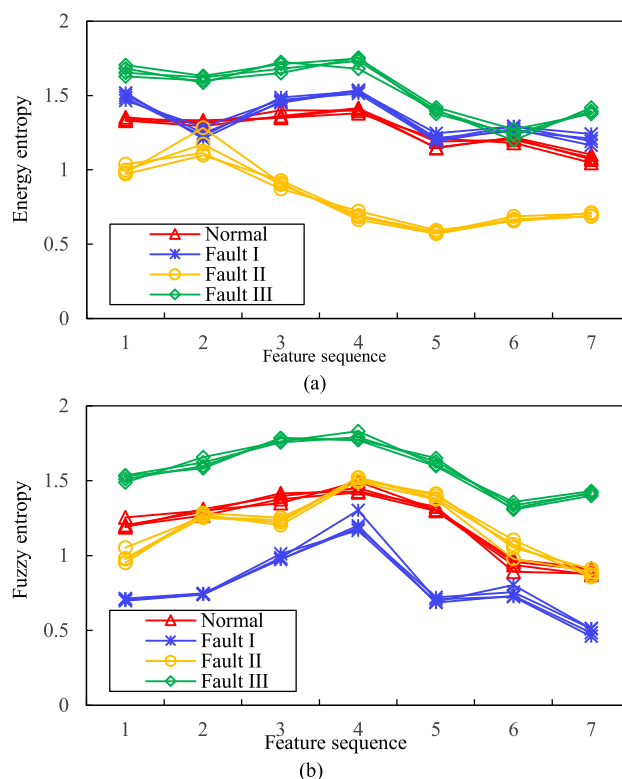 2
1.5
1
0.5
0
Energy entropy
Normal
Fault I
Fault II
Fault III
1 2 3 4 5 6 7
Feature sequence
(a)
2
1.5
1
0.5
0
Fuzzy entropy
Normal
Fault I
Fault II
Fault III
1 2 3 4 5 6 7
Feature sequence
(b)